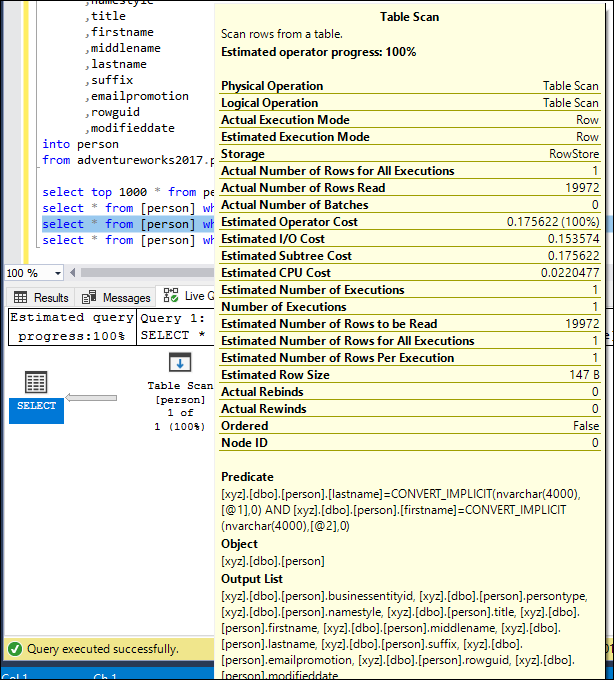 ,namestyle
,title
,firstname
,middlename
,lastname
,suffix
,emailpromotion
,rowguid
,modifieddate
into person
from adventureworks2017.p
select top 1000 * from pe
select * from [person] wh
select * from [person] wh
select * from [person] wh
100 %
Results Messages Live Q
Estimated query
progress:100%
Query 1:
SELECT *
SELECT
Table Scan
[person]
1 of
1 (100%)
Query executed successfully.
Col 1 Ch 1
Table Scan
Scan rows from a table.
Estimated operator progress: 100%
Physical Operation Table Scan
Logical Operation Table Scan
Actual Execution Mode Row
Estimated Execution Mode Row
Storage RowStore
Actual Number of Rows for All Executions 1
Actual Number of Rows Read 19972
Actual Number of Batches 0
Estimated Operator Cost 0.175622 (100%)
Estimated I/O Cost 0.153574
Estimated Subtree Cost 0.175622
Estimated CPU Cost 0.0220477
Estimated Number of Executions 1
Number of Executions 1
Estimated Number of Rows to be Read 19972
Estimated Number of Rows for All Executions 1
Estimated Number of Rows Per Execution 1
Estimated Row Size 147 B
Actual Rebinds 0
Actual Rewinds 0
Ordered False
Node ID 0
Predicate
[xyz].[dbo].[person].[lastname]=CONVERT_IMPLICIT(nvarchar(4000),
[@1],0) AND [xyz].[dbo].[person].[firstname]=CONVERT_IMPLICIT
(nvarchar(4000),[@2],0)
Object
[xyz].[dbo].[person]
Output List
[xyz].[dbo].[person].businessentityid, [xyz].[dbo].[person].persontype,
[xyz].[dbo].[person].namestyle, [xyz].[dbo].[person].title, [xyz].[dbo].
[person].firstname, [xyz].[dbo].[person].middlename, [xyz].[dbo].
[person].lastname, [xyz].[dbo].[person].suffix, [xyz].[dbo].
[person].emailpromotion, [xyz].[dbo].[person].rowguid, [xyz].[dbo].
[person].modifieddate